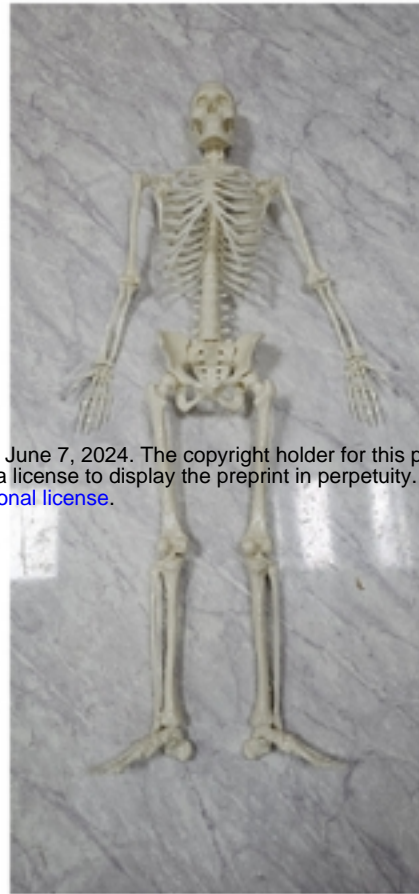 June 7, 2024. The copyright holder for this p
a license to display the preprint in perpetuity.
onal license.